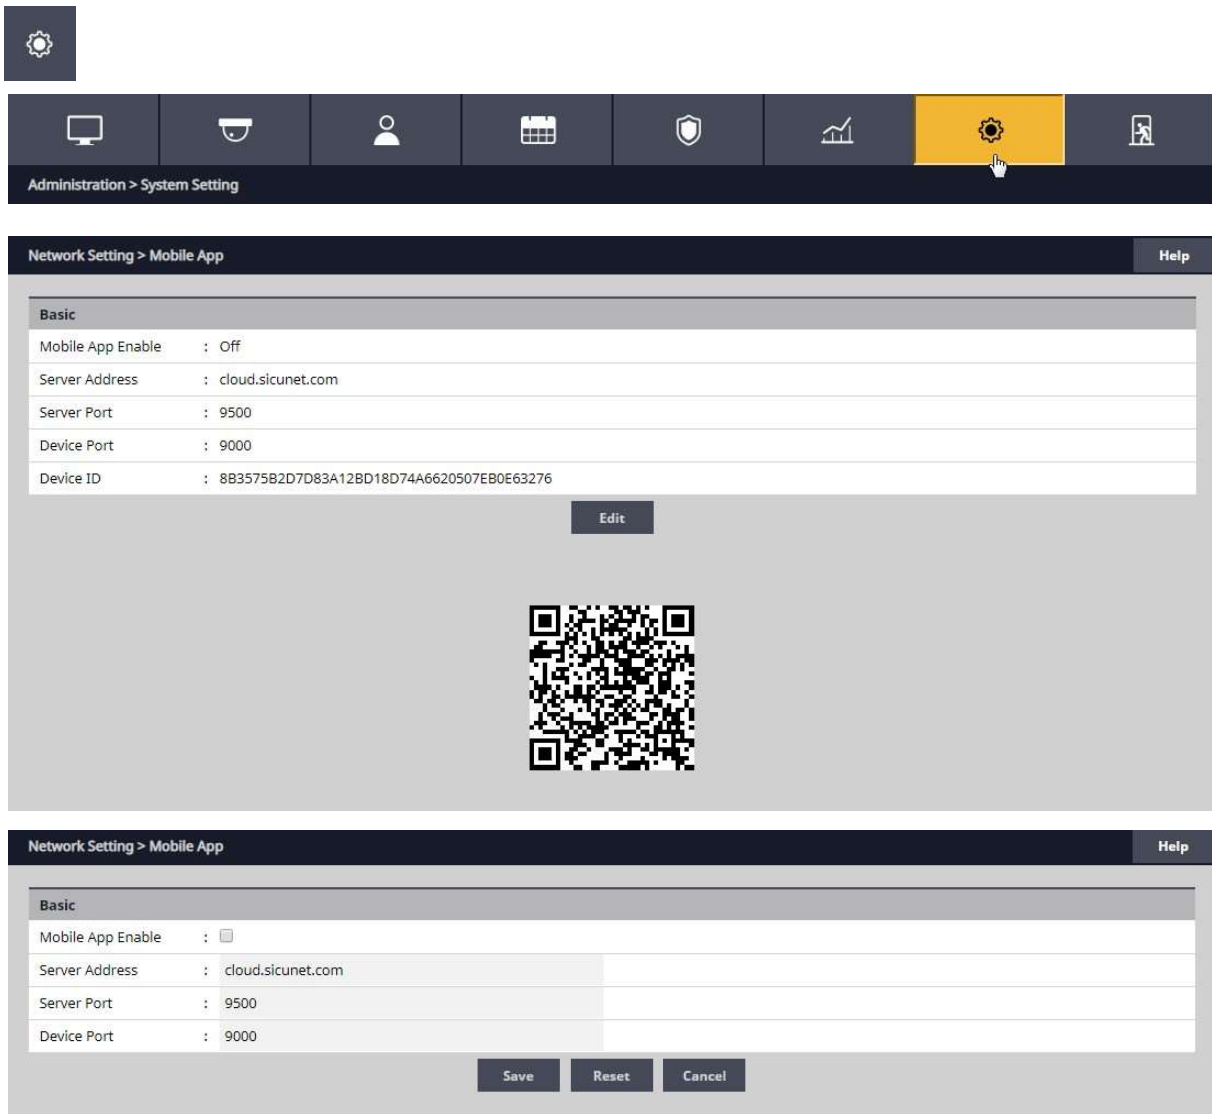 Administration > System Setting
Network Setting > Mobile App Help
Basic
Mobile App Enable : Off
Server Address : cloud.sicunet.com
Server Port : 9500
Device Port : 9000
Device ID : 8B3575B2D7D83A12BD18D74A6620507EB0E63276
Edit
Network Setting > Mobile App Help
Basic
Mobile App Enable :
Server Address : cloud.sicunet.com
Server Port : 9500
Device Port : 9000
Save Reset Cancel